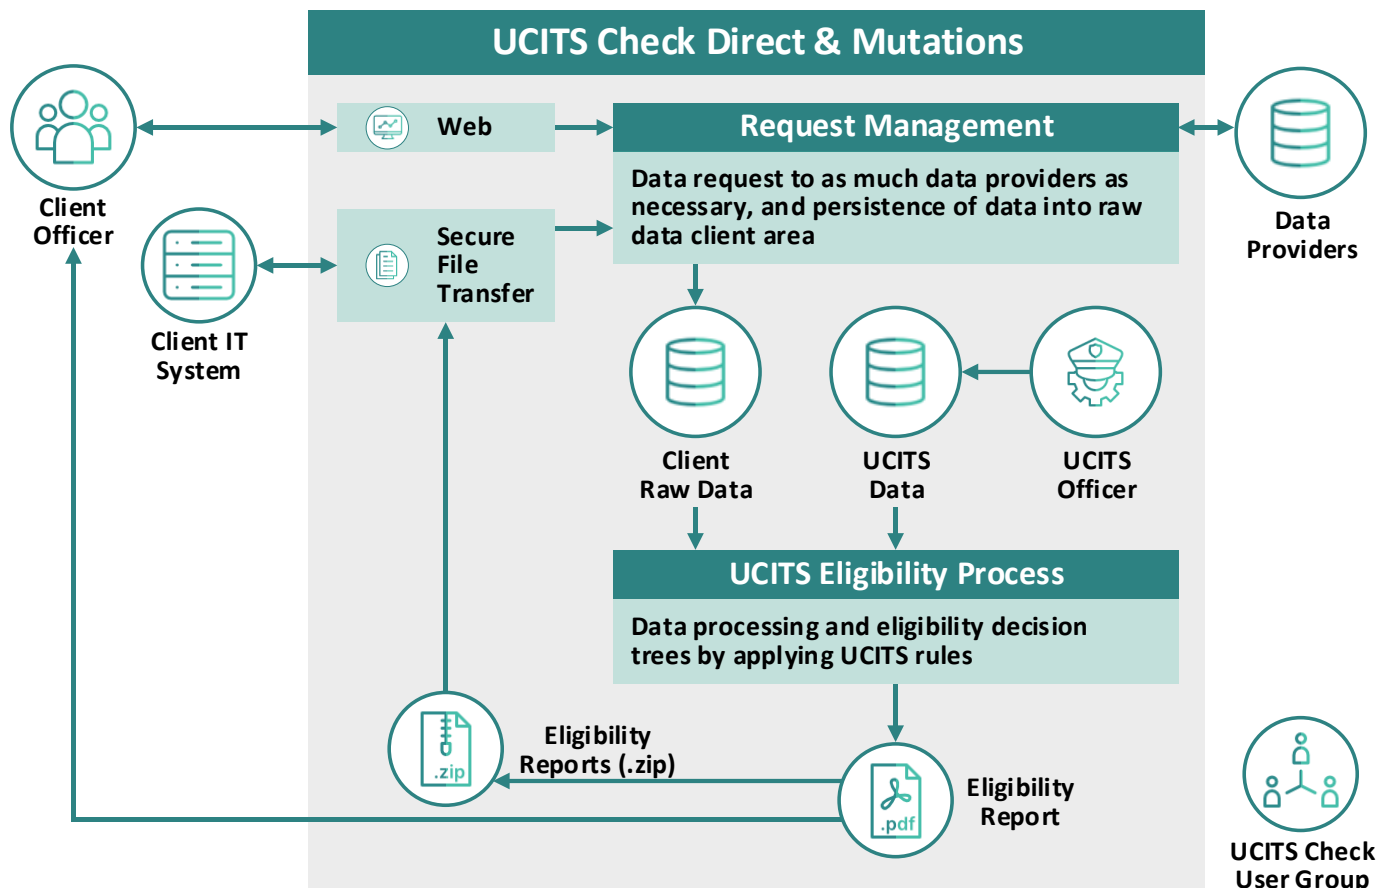 UCITS Check Direct & Mutations
Web
Request Management
Data request to as much data providers as
necessary, and persistence of data into raw
data client area
Client
Officer
Secure
File
Transfer
Data
Providers
Client IT
System
Client
Raw Data
UCITS
Data
UCITS
Officer
UCITS Eligibility Process
Data processing and eligibility decision
trees by applying UCITS rules
.zip
Eligibility
Reports (.zip)
.pdf
Eligibility
Report
UCITS Check
User Group